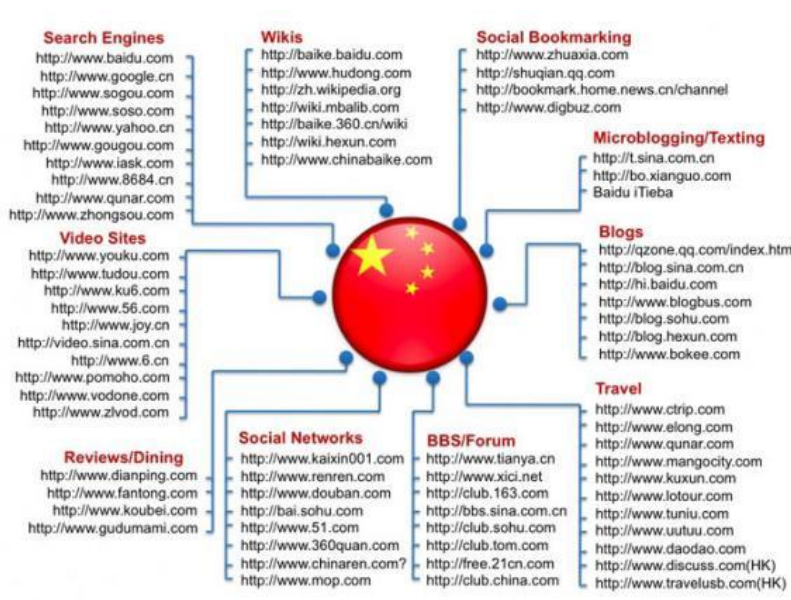 Search Engines
http://www.baidu.com
http://www.google.cn
http://www.sogou.com
http://www.soso.com
http://www.yahoo.cn
http://www.gougou.com
http://www.iask.com
http://www.8684.cn
http://www.qunar.com
http://www.zhongsou.com
Wikis
http://baike.baidu.com
http://www.hudong.com
http://zh.wikipedia.org
http://wiki.mbalib.com
http://baike.360.cn/wiki
http://wiki.hexun.com
http://www.chinabaike.com
Social Bookmarking
http://www.zhuaxia.com
http://shuqian.qq.com
http://bookmark.home.news.cn/channel
http://www.digbuz.com
Microblogging/Texting
http://t.sina.com.cn
http://bo.xianguo.com
Baidu iTieba
Video Sites
http://www.youku.com
http://www.tudou.com
http://www.ku6.com
http://www.56.com
http://www.joy.cn
http://video.sina.com.cn
http://www.6.cn
http://www.pomoho.com
http://www.vodone.com
http://www.zlvod.com
Blogs
http://qzone.qq.com/index.htm
http://blog.sina.com.cn
http://hi.baidu.com
http://www.blogbus.com
http://blog.sohu.com
http://blog.hexun.com
http://www.bokee.com
Reviews/Dining
http://www.dianping.com
http://www.fantong.com
http://www.koubei.com
http://www.gudumami.com
Social Networks
http://www.kaixin001.com
http://www.renren.com
http://www.douban.com
http://bai.sohu.com
http://www.51.com
http://www.360quan.com
http://www.chinaren.com?
http://www.mop.com
BBS/Forum
http://www.tianya.cn
http://www.xici.net
http://club.163.com
http://bbs.sina.com.cn
http://club.sohu.com
http://club.tom.com
http://free.21cn.com
http://club.china.com
Travel
http://www.ctrip.com
http://www.elong.com
http://www.qunar.com
http://www.mangocity.com
http://www.kuxun.com
http://www.lotour.com
http://www.tuniu.com
http://www.uutuu.com
http://www.daodao.com
http://www.discuss.com(HK)
http://www.travelusb.com(HK)